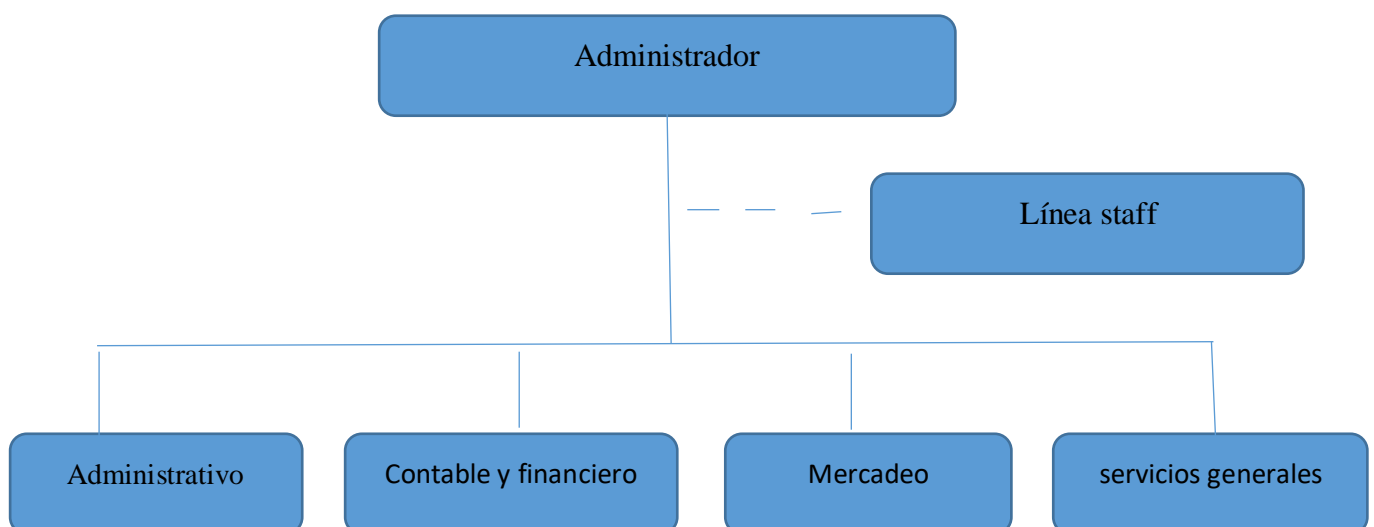 Administrador
Línea staff
Administrativo
Contable y financiero
Mercadeo
servicios generales